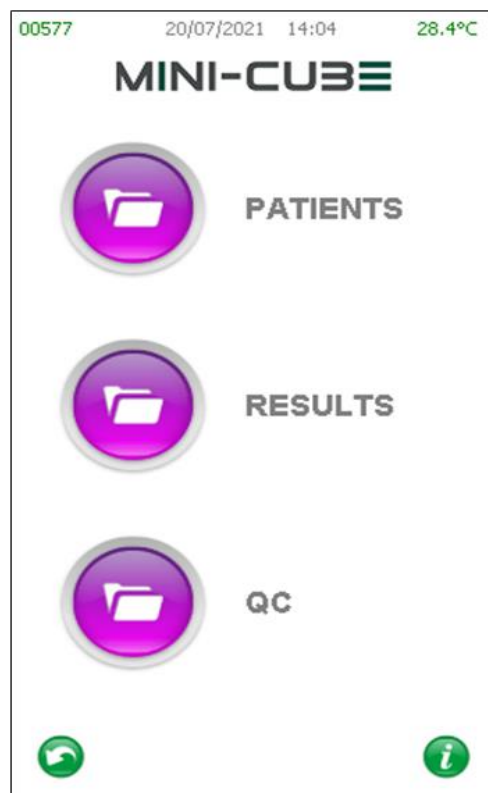 00577 20/07/2021 14:04 28.4°C
MINI-CUBE
PATIENTS
RESULTS
QC
i